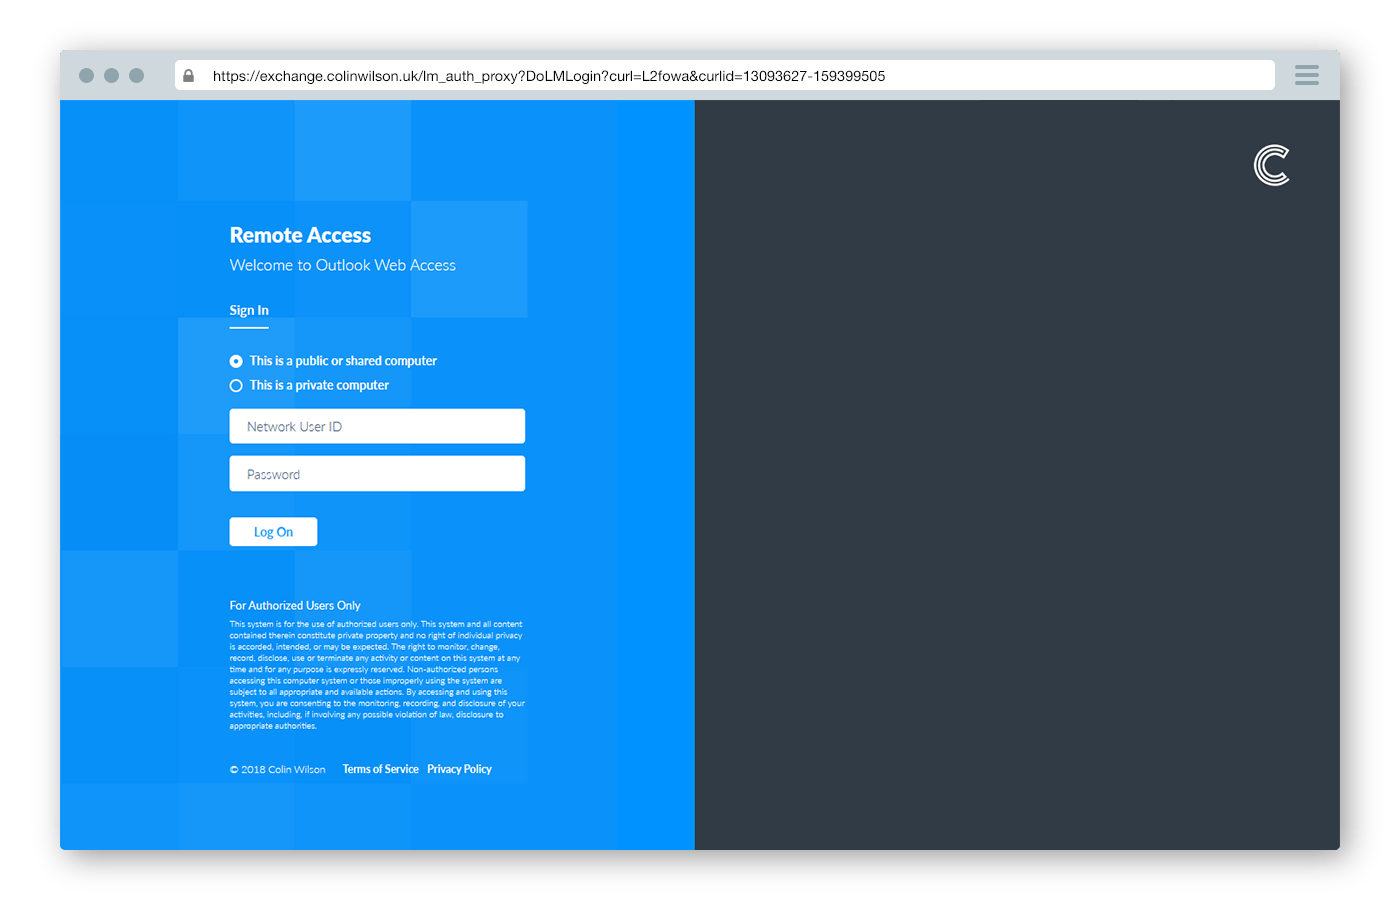 https://exchange.colinwilson.uk/lm_auth_proxy?DoLMLogin?curl=L2fowa&curlid=13093627-159399505
C
Remote Access
Welcome to Outlook Web Access
Sign In
This is a public or shared computer
This is a private computer
Network User ID
Password
Log On
For Authorized Users Only
This system is for the use of authorized users only. This system and all content
contained therein constitute private property and no right of individual privacy
is accorded, intended, or may be expected. The right to monitor, change,
record, disclose, use or terminate any activity or content on this system at any
time and for any purpose is expressly reserved. Non-authorized persons
accessing this computer system or those improperly using the system are
subject to all appropriate and available actions. By accessing and using this
system, you are consenting to the monitoring, recording, and disclosure of your
activities, including, if involving any possible violation of law, disclosure to
appropriate authorities.
© 2018 Colin Wilson Terms of Service Privacy Policy